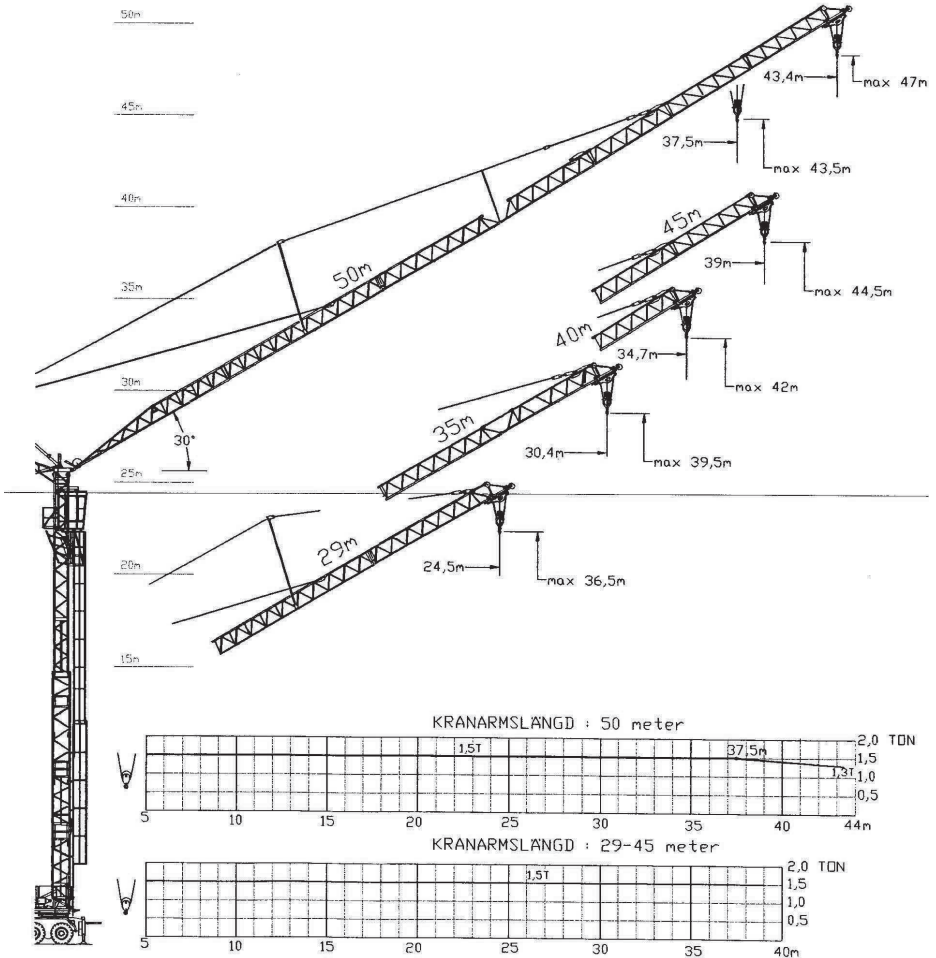 50m
43,4m
max 47m
45m
37,5m
max 43,5m
40m
45m
39m
50m
35m
max 44,5m
40m
34,7m
30m
max 42m
35m
30°
30,4m
max 39,5m
25m
29m
20m
24,5m
max 36,5m
15m
KRANARMSLÄNGD : 50 meter
2,0 TON
1,5T
37,5m
1,5
1,3T
1,0
0,5
5 10 15 20 25 30 35 40 44m
KRANARMSLÄNGD : 29-45 meter
2,0 TON
1,5T
1,5
1,0
0,5
5 10 15 20 25 30 35 40m